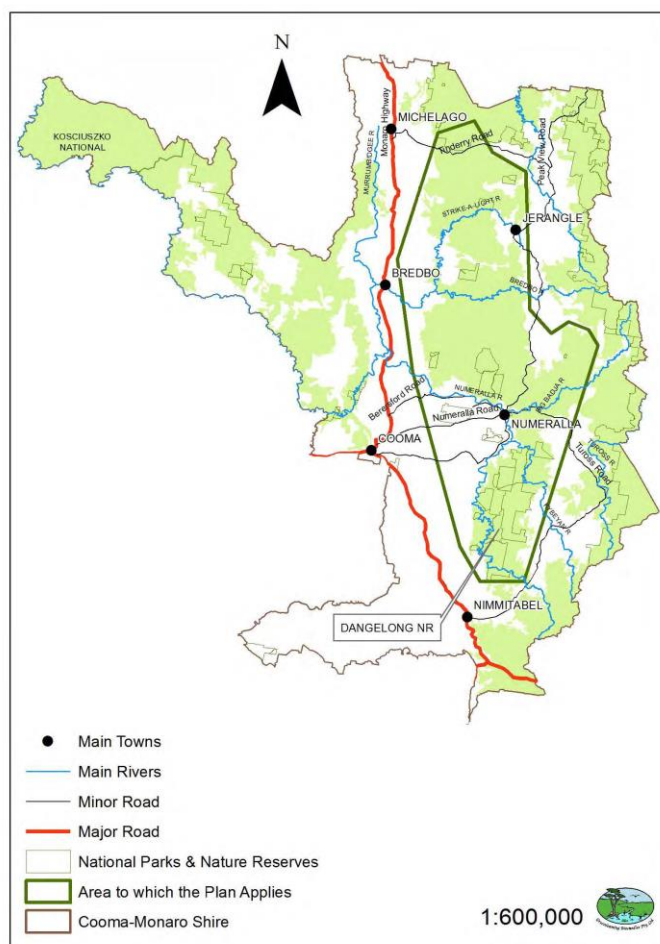 N
MICHELAGO
Monaro Highway
Tinderry Road
Peak View Road
KOSCIUSZKO
NATIONAL
MURRUMBIDGEE R
STRIKE-A-LIGHT R
JERANGLE
BREDBO
BREDBO R
Beresford Road
NUMERALLA R
BIG BADJA R
Numeralla Road
NUMERALLA
COOMA
TUROSS R
Tuross Road
KYBEYAN R
NIMMITABEL
DANGELONG NR
Main Towns
Main Rivers
Minor Road
Major Road
National Parks & Nature Reserves
Area to which the Plan Applies
Cooma-Monaro Shire
1:600,000